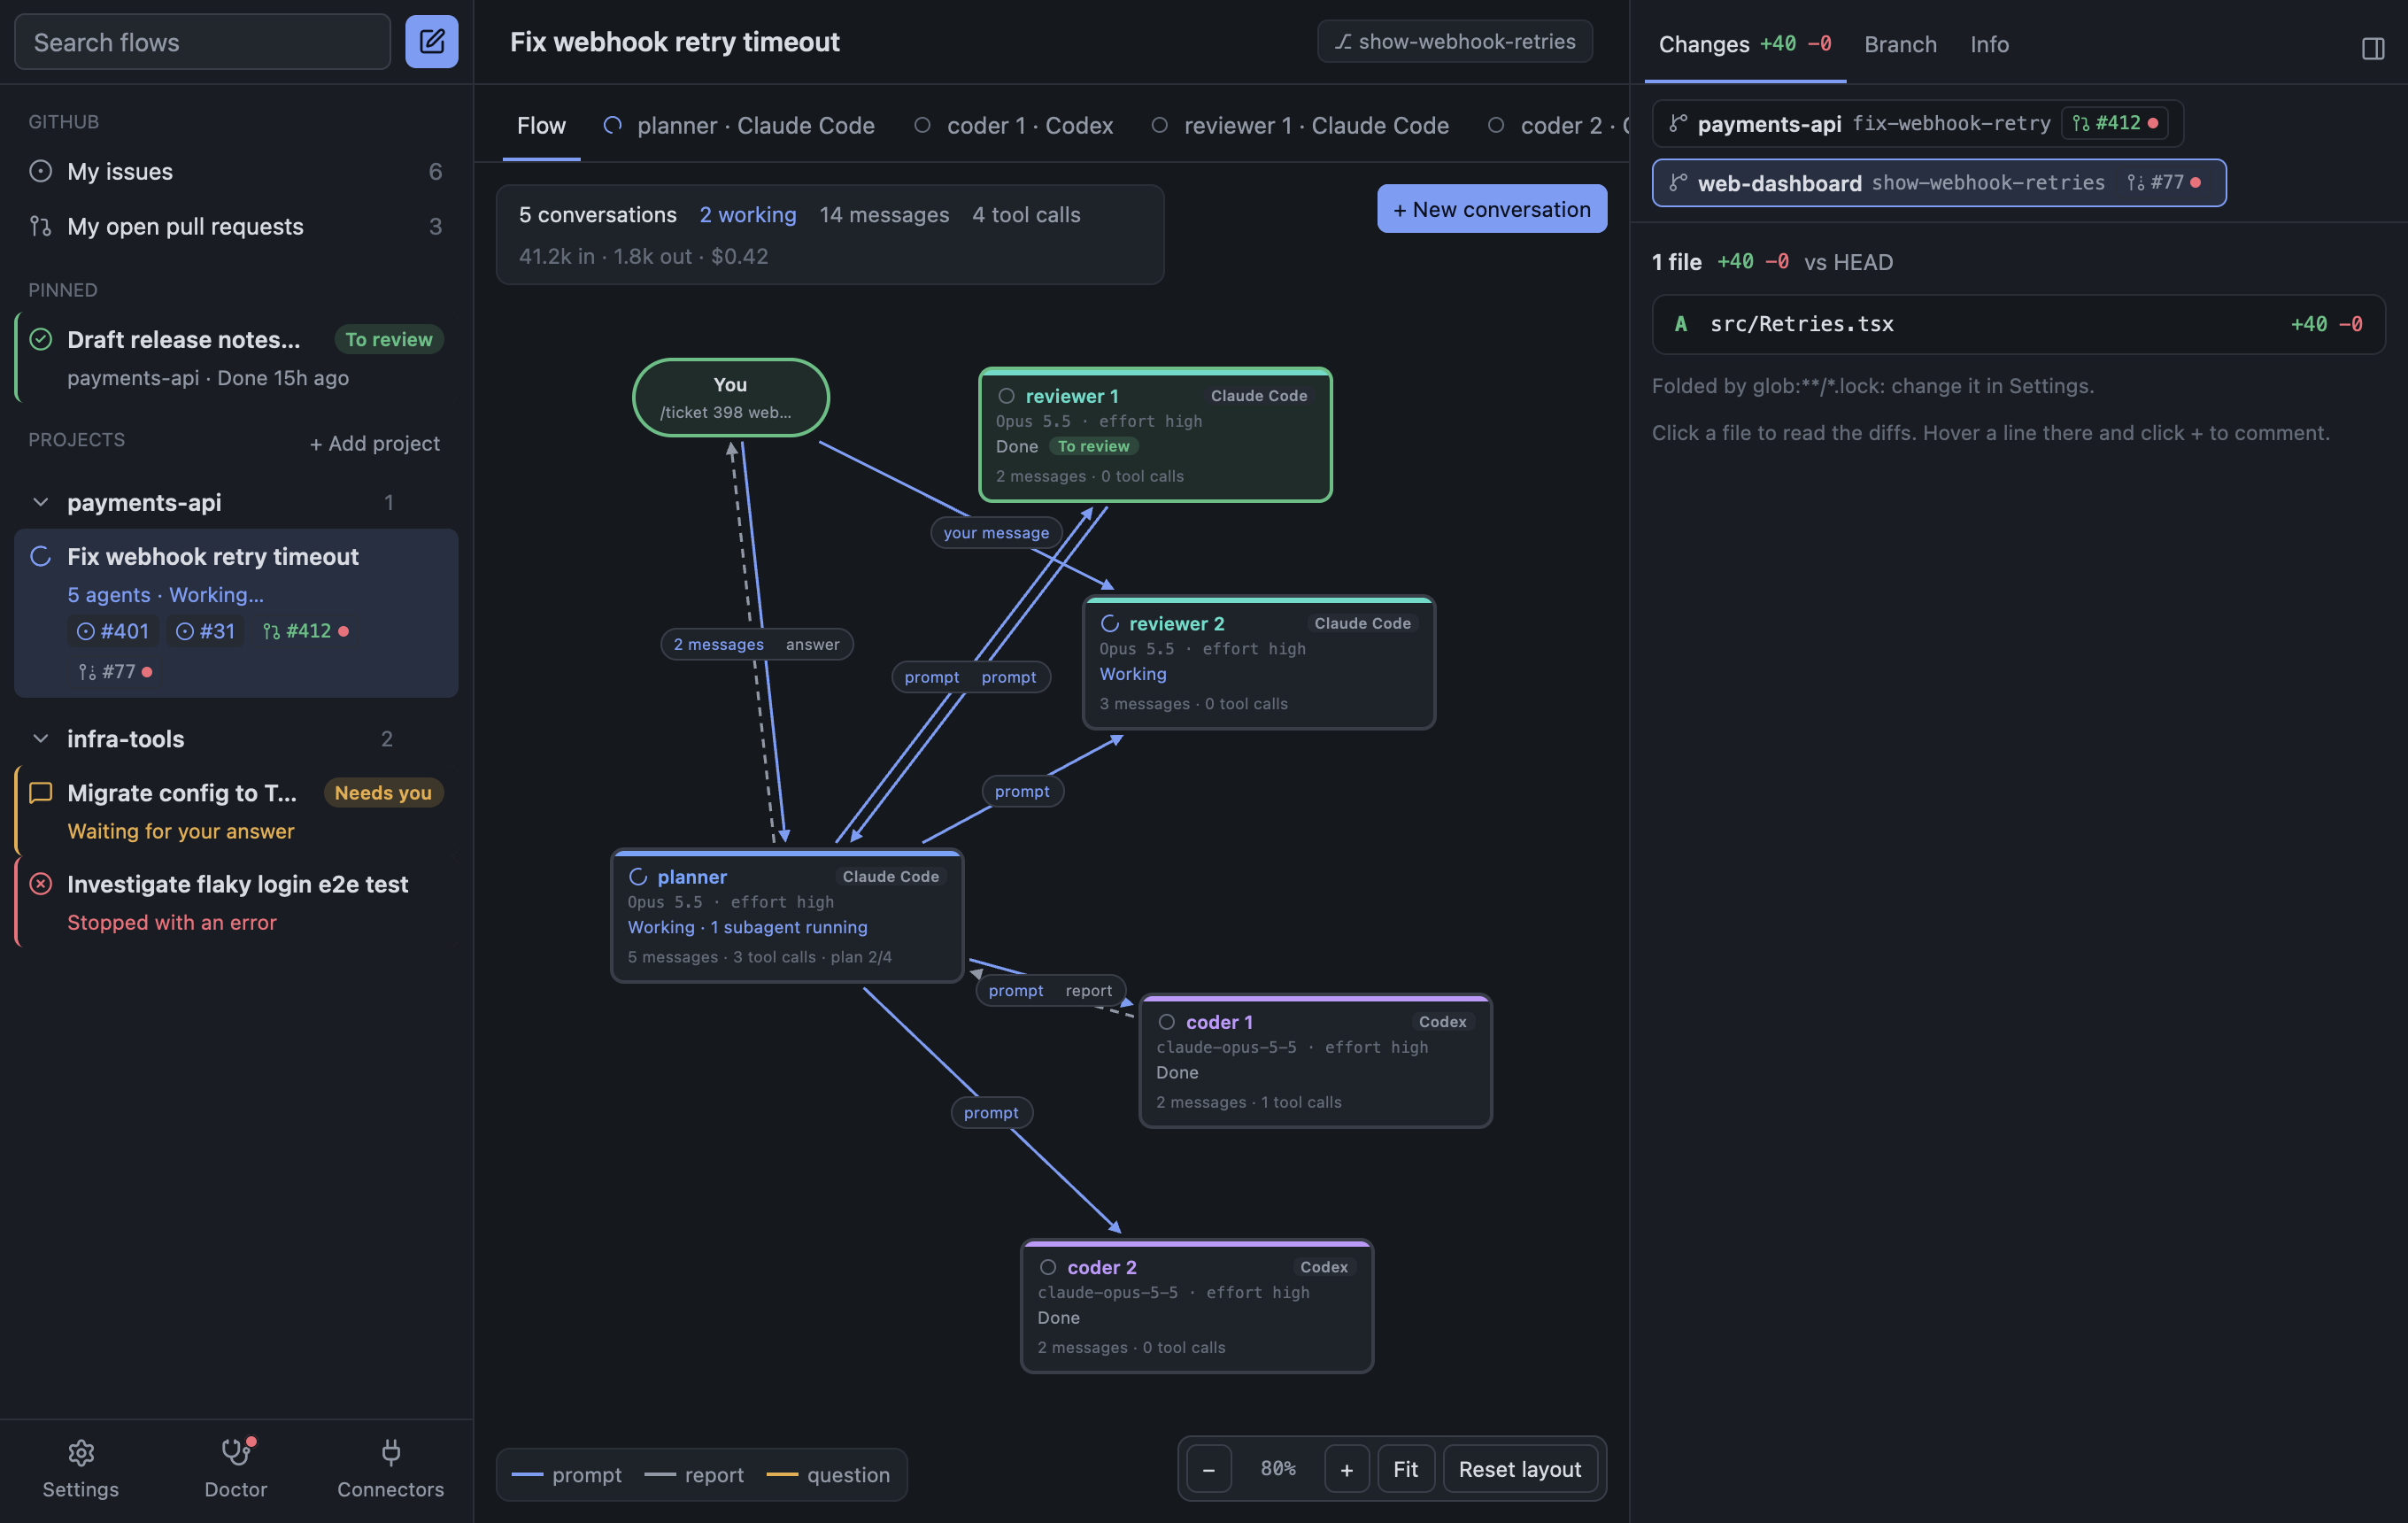 Search flows
GITHUB
My issues 6
My open pull requests 3
PINNED
Draft release notes... To review
payments-api · Done 15h ago
PROJECTS + Add project
payments-api 1
Fix webhook retry timeout
5 agents · Working...
#401 #31 #412
#77
infra-tools 2
Migrate config to T... Needs you
Waiting for your answer
Investigate flaky login e2e test
Stopped with an error
Settings Doctor Connectors
Fix webhook retry timeout show-webhook-retries
Flow planner · Claude Code coder 1 · Codex reviewer 1 · Claude Code coder 2 ·
5 conversations 2 working 14 messages 4 tool calls
41.2k in · 1.8k out · $0.42
+ New conversation
You
/ticket 398 web...
reviewer 1 Claude Code
Opus 5.5 · effort high
Done To review
2 messages · 0 tool calls
your message
reviewer 2 Claude Code
Opus 5.5 · effort high
Working
3 messages · 0 tool calls
2 messages answer
prompt prompt
prompt
planner Claude Code
Opus 5.5 · effort high
Working · 1 subagent running
5 messages · 3 tool calls · plan 2/4
prompt report
coder 1 Codex
claude-opus-5-5 · effort high
Done
2 messages · 1 tool calls
prompt
coder 2 Codex
claude-opus-5-5 · effort high
Done
2 messages · 0 tool calls
prompt report question
− 80% + Fit Reset layout
Changes +40 −0 Branch Info
payments-api fix-webhook-retry #412
web-dashboard show-webhook-retries #77
1 file +40 −0 vs HEAD
A src/Retries.tsx +40 −0
Folded by glob:**/*.lock: change it in Settings.
Click a file to read the diffs. Hover a line there and click + to comment.